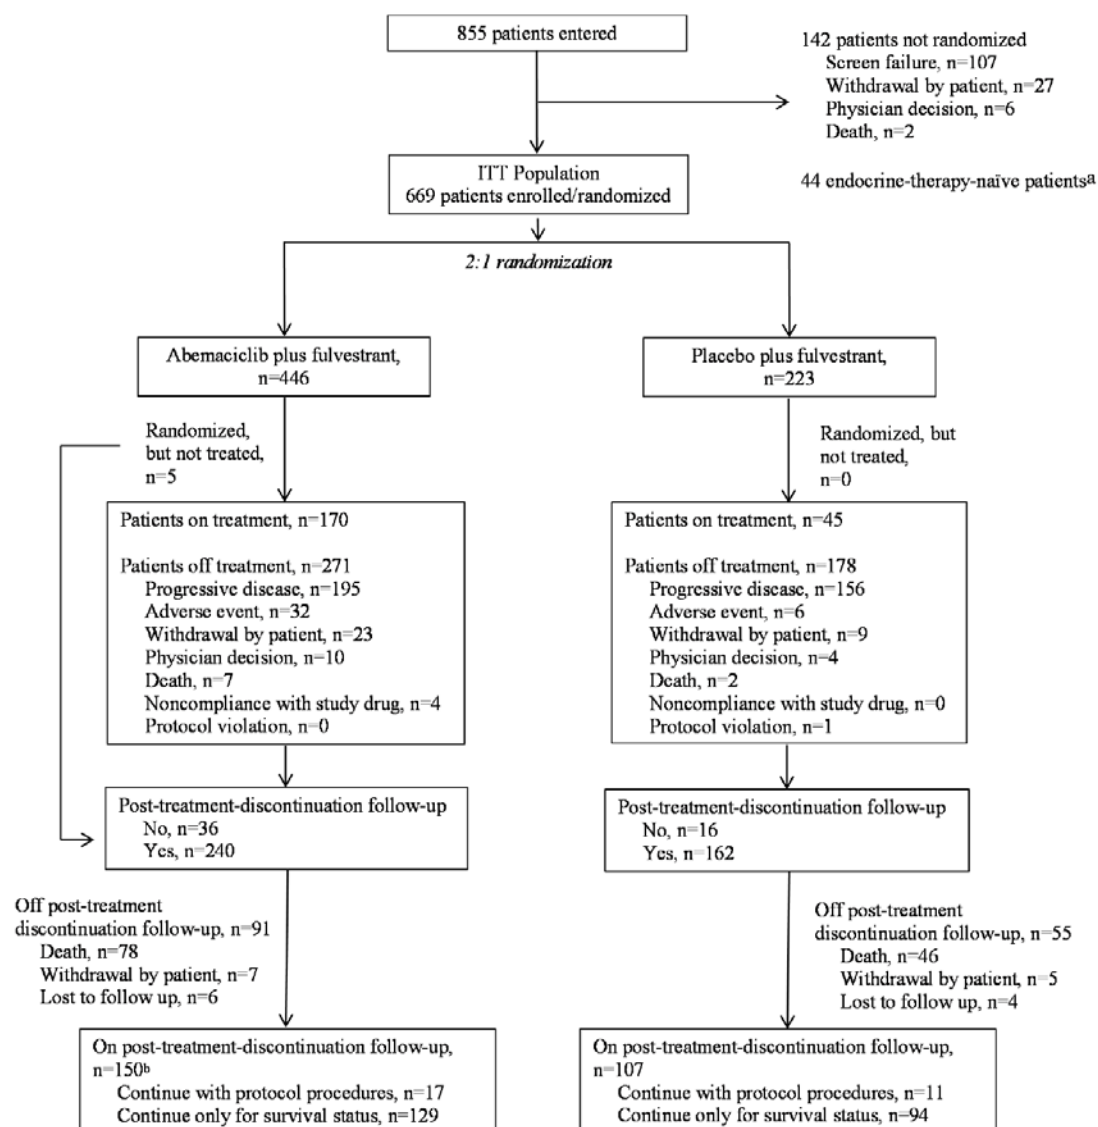 855 patients entered
142 patients not randomized
Screen failure, n=107
Withdrawal by patient, n=27
Physician decision, n=6
Death, n=2
ITT Population
669 patients enrolled/randomized
44 endocrine-therapy-naïve patientsª
2:1 randomization
Abemaciclib plus fulvestrant,
n=446
Placebo plus fulvestrant,
n=223
Randomized,
but not treated,
n=5
Randomized, but
not treated,
n=0
Patients on treatment, n=170
Patients off treatment, n=271
Progressive disease, n=195
Adverse event, n=32
Withdrawal by patient, n=23
Physician decision, n=10
Death, n=7
Noncompliance with study drug, n=4
Protocol violation, n=0
Patients on treatment, n=45
Patients off treatment, n=178
Progressive disease, n=156
Adverse event, n=6
Withdrawal by patient, n=9
Physician decision, n=4
Death, n=2
Noncompliance with study drug, n=0
Protocol violation, n=1
Post-treatment-discontinuation follow-up
No, n=36
Yes, n=240
Post-treatment-discontinuation follow-up
No, n=16
Yes, n=162
Off post-treatment
discontinuation follow-up, n=91
Death, n=78
Withdrawal by patient, n=7
Lost to follow up, n=6
Off post-treatment
discontinuation follow-up, n=55
Death, n=46
Withdrawal by patient, n=5
Lost to follow up, n=4
On post-treatment-discontinuation follow-up,
n=150ᵇ
Continue with protocol procedures, n=17
Continue only for survival status, n=129
On post-treatment-discontinuation follow-up,
n=107
Continue with protocol procedures, n=11
Continue only for survival status, n=94